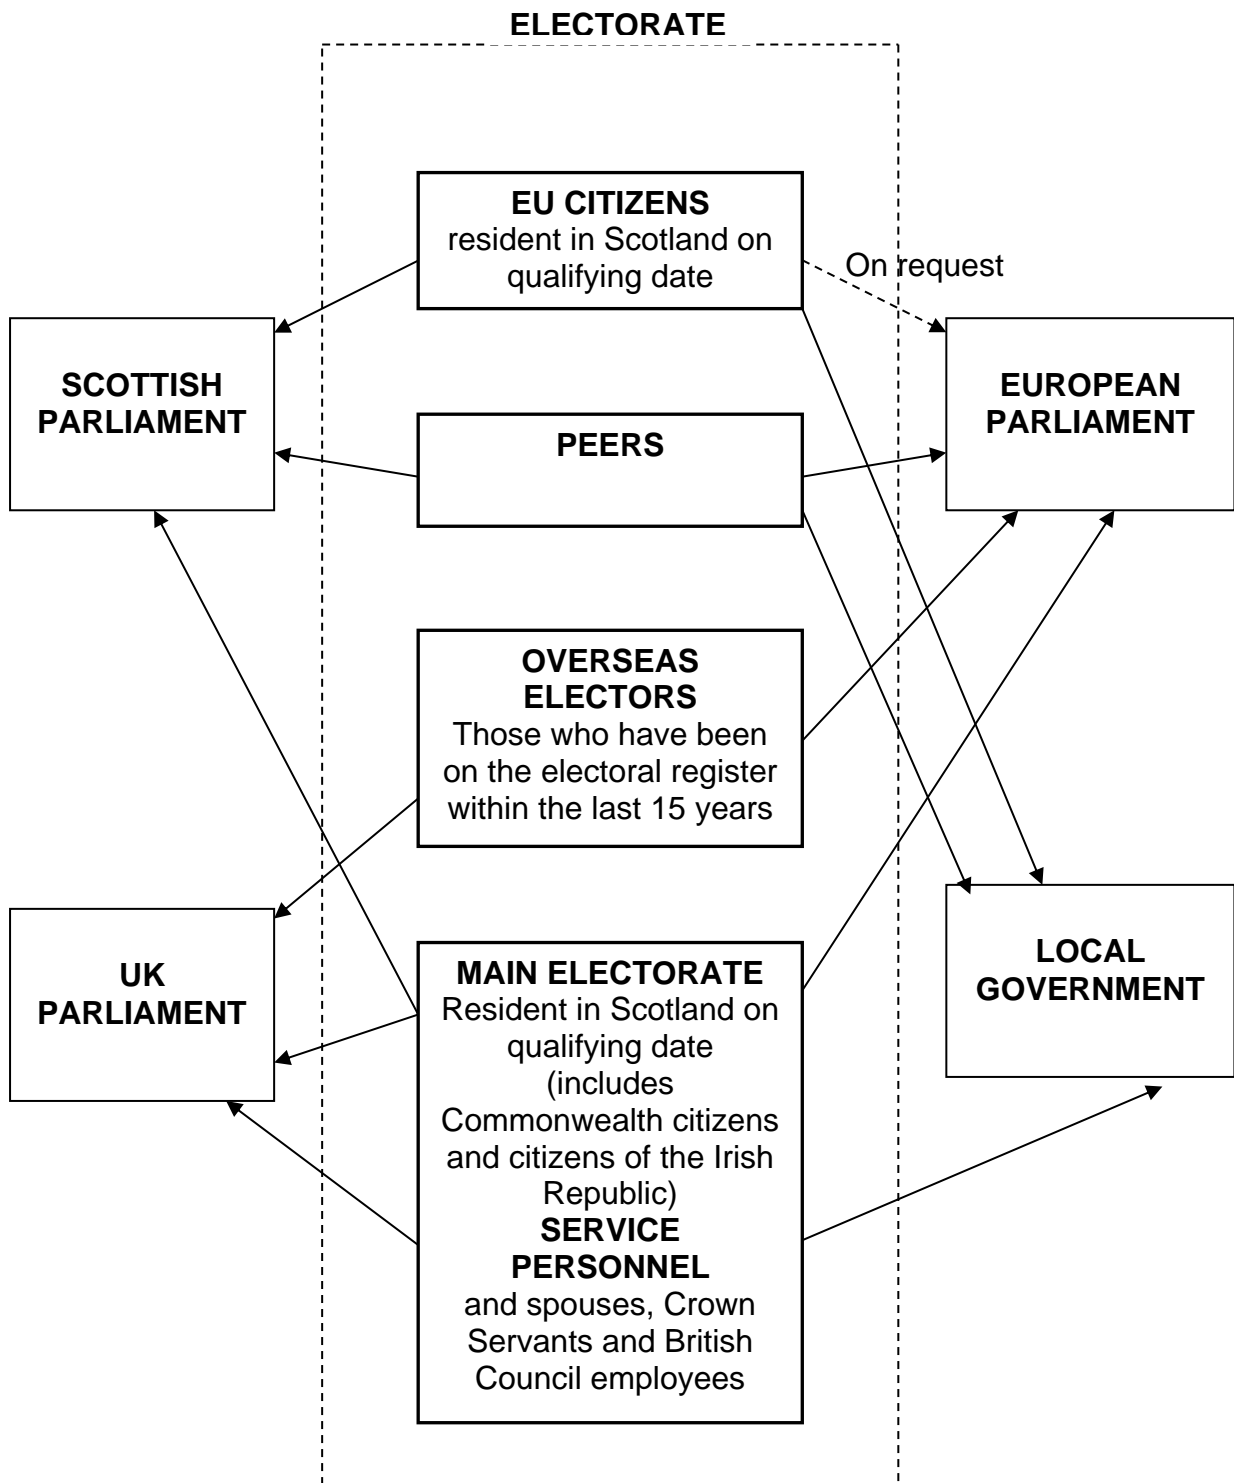 ELECTORATE
EU CITIZENS
resident in Scotland on
qualifying date
On request
SCOTTISH
PARLIAMENT
PEERS
EUROPEAN
PARLIAMENT
OVERSEAS
ELECTORS
Those who have been
on the electoral register
within the last 15 years
UK
PARLIAMENT
MAIN ELECTORATE
Resident in Scotland on
qualifying date
(includes
Commonwealth citizens
and citizens of the Irish
Republic)
SERVICE
PERSONNEL
and spouses, Crown
Servants and British
Council employees
LOCAL
GOVERNMENT